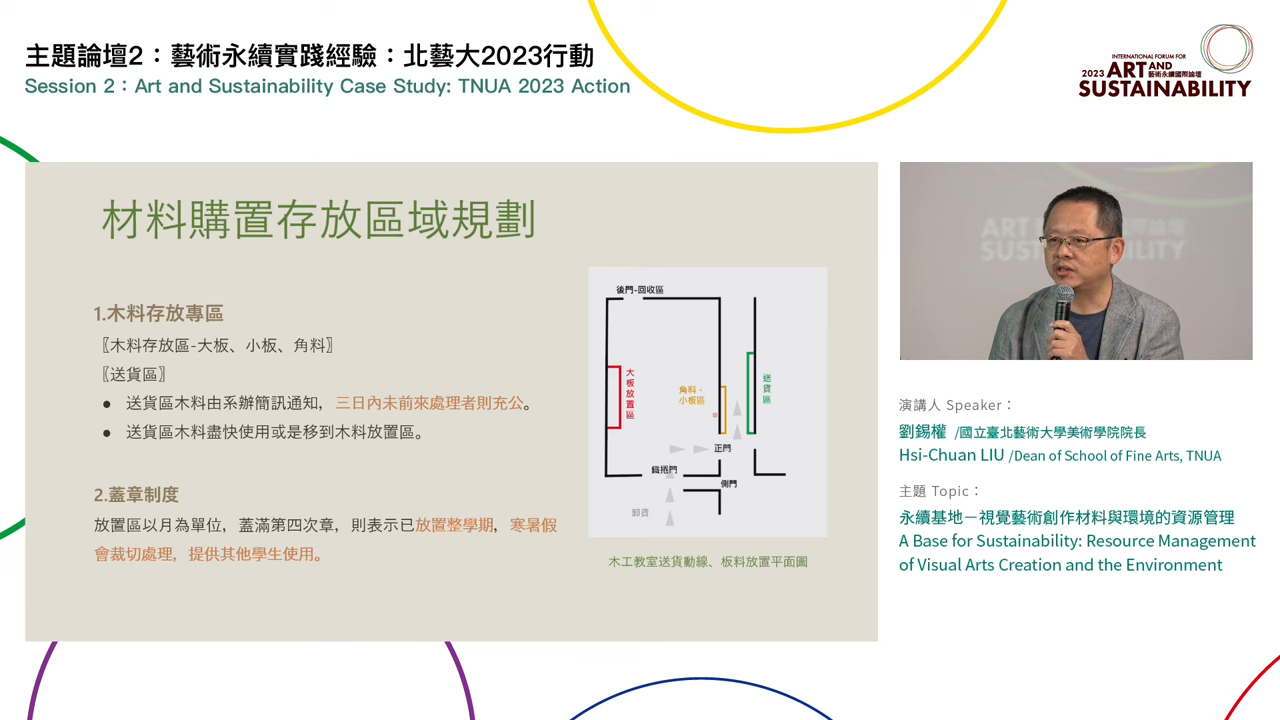 主題論壇2：藝術永續實踐經驗：北藝大2023行動
Session 2：Art and Sustainability Case Study: TNUA 2023 Action
INTERNATIONAL FORUM FOR
2023 ART AND 藝術永續國際論壇
SUSTAINABILITY
材料購置存放區域規劃
1.木料存放專區
〖木料存放區-大板、小板、角料〗
〖送貨區〗
● 送貨區木料由系辦簡訊通知，三日內未前來處理者則充公。
● 送貨區木料盡快使用或是移到木料放置區。
2.蓋章制度
放置區以月為單位，蓋滿第四次章，則表示已放置整學期，寒暑假
會裁切處理，提供其他學生使用。
後門-回收區
大板放置區
角料、
小板區
送貨區
正門
鐵捲門
側門
卸貨
木工教室送貨動線、板料放置平面圖
ART
SUSTAINABILITY
演講人 Speaker：
劉錫權 /國立臺北藝術大學美術學院院長
Hsi-Chuan LIU /Dean of School of Fine Arts, TNUA
主題 Topic：
永續基地－視覺藝術創作材料與環境的資源管理
A Base for Sustainability: Resource Management
of Visual Arts Creation and the Environment